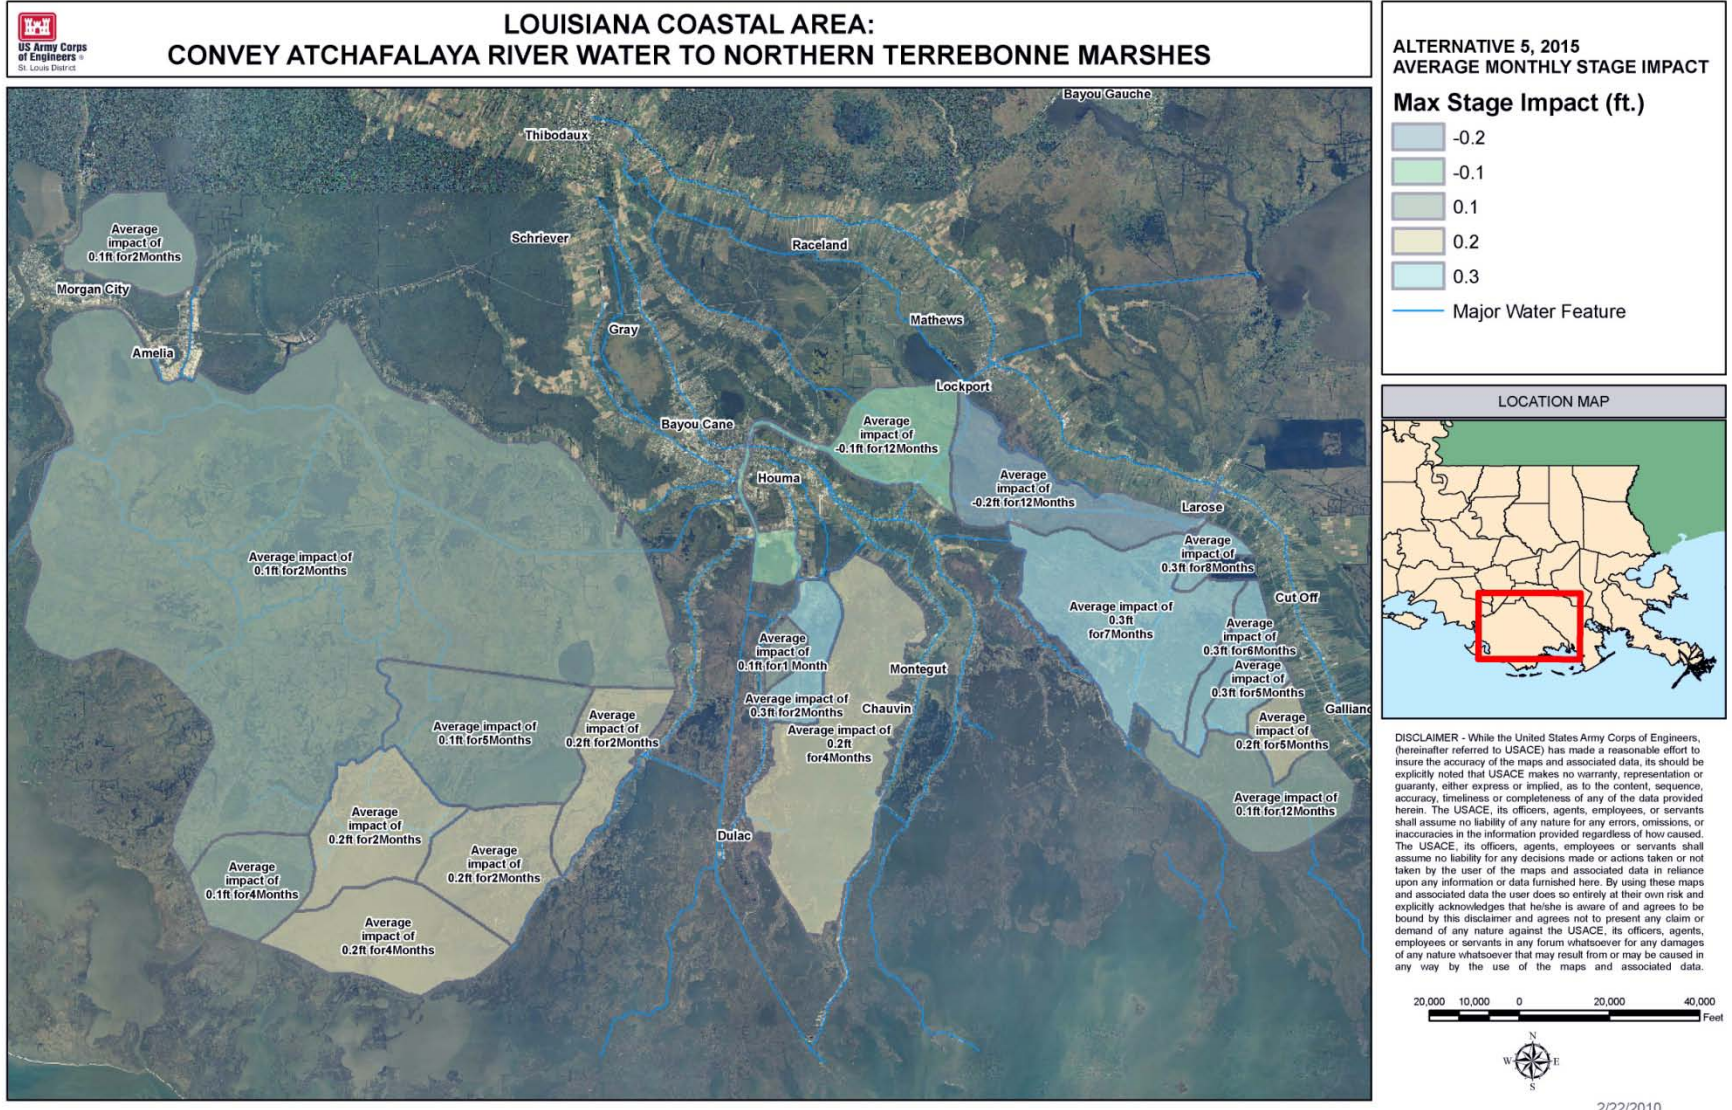 US Army Corps
of Engineers ®
St. Louis District
LOUISIANA COASTAL AREA:
CONVEY ATCHAFALAYA RIVER WATER TO NORTHERN TERREBONNE MARSHES
Bayou Gauche
Thibodaux
Average
impact of
0.1ft for2Months
Schriever
Raceland
Morgan City
Mathews
Gray
Amelia
Lockport
Bayou Cane
Average
impact of
-0.1ft for12Months
Houma
Average
impact of
-0.2ft for12Months
Larose
Average impact of
0.1ft for2Months
Average
impact of
0.3ft for8Months
Cut Off
Average impact of
0.3ft
for7Months
Average
impact of
0.3ft for6Months
Average
impact of
0.1ft for1 Month
Montegut
Average
impact of
0.3ft for5Months
Average impact of
0.3ft for2Months
Chauvin
Galliano
Average impact of
0.1ft for5Months
Average
impact of
0.2ft for2Months
Average impact of
0.2ft
for4Months
Average
impact of
0.2ft for5Months
Average impact of
0.1ft for12Months
Average
impact of
0.2ft for2Months
Dulac
Average
impact of
0.2ft for2Months
Average
impact of
0.1ft for4Months
Average
impact of
0.2ft for4Months
ALTERNATIVE 5, 2015
AVERAGE MONTHLY STAGE IMPACT
Max Stage Impact (ft.)
-0.2
-0.1
0.1
0.2
0.3
Major Water Feature
LOCATION MAP
DISCLAIMER - While the United States Army Corps of Engineers,
(hereinafter referred to USACE) has made a reasonable effort to
insure the accuracy of the maps and associated data, its should be
explicitly noted that USACE makes no warranty, representation or
guaranty, either express or implied, as to the content, sequence,
accuracy, timeliness or completeness of any of the data provided
herein. The USACE, its officers, agents, employees, or servants
shall assume no liability of any nature for any errors, omissions, or
inaccuracies in the information provided regardless of how caused.
The USACE, its officers, agents, employees or servants shall
assume no liability for any decisions made or actions taken or not
taken by the user of the maps and associated data in reliance
upon any information or data furnished here. By using these maps
and associated data the user does so entirely at their own risk and
explicitly acknowledges that he/she is aware of and agrees to be
bound by this disclaimer and agrees not to present any claim or
demand of any nature against the USACE, its officers, agents,
employees or servants in any forum whatsoever for any damages
of any nature whatsoever that may result from or may be caused in
any way by the use of the maps and associated data.
20,000 10,000 0 20,000 40,000
Feet
N
W E
S
2/22/2010